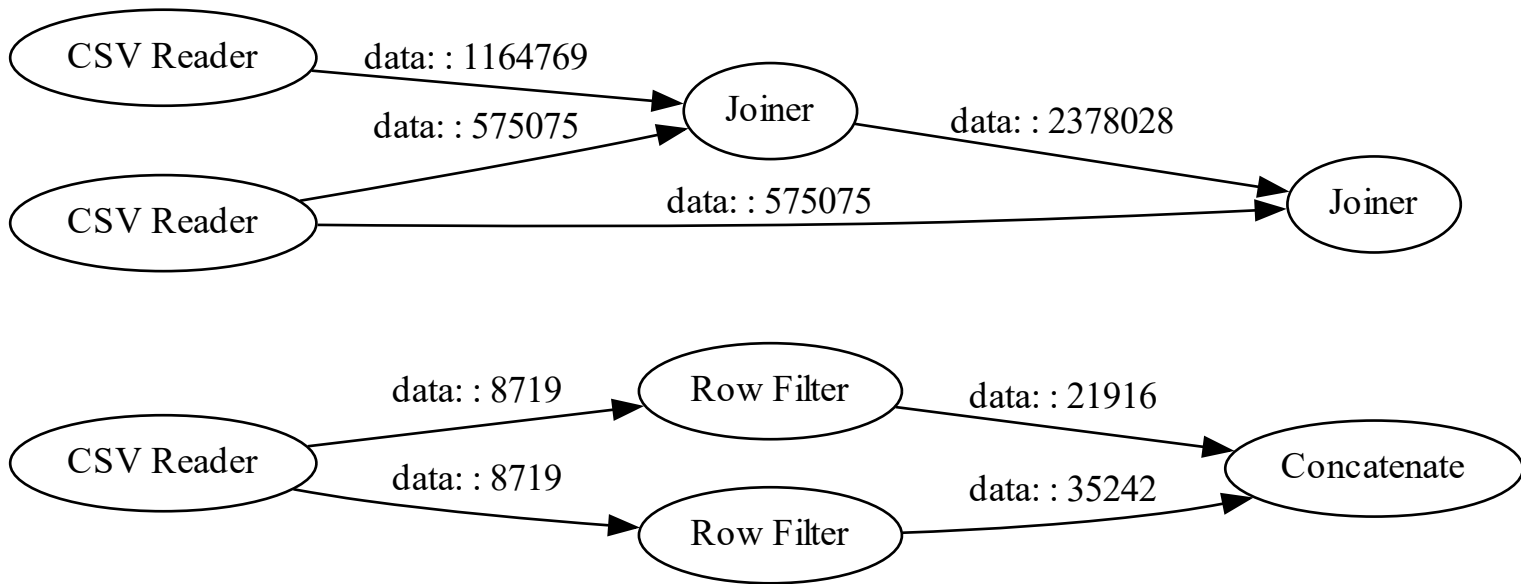 CSV Reader
data: : 1164769
Joiner
data: : 575075
data: : 2378028
CSV Reader
data: : 575075
Joiner
data: : 8719
Row Filter
data: : 21916
CSV Reader
Concatenate
data: : 8719
data: : 35242
Row Filter